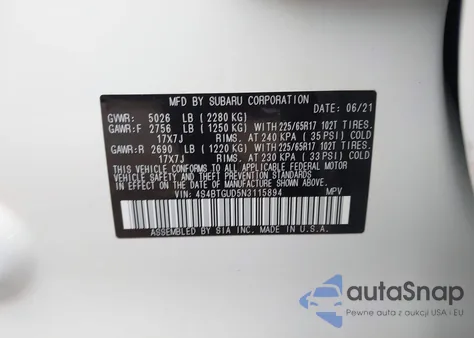 MFD BY SUBARU CORPORATION
DATE: 06/21
GVWR: 5026 LB (2280 KG)
GAWR:F 2756 LB (1250 KG) WITH 225/65R17 102T TIRES.
17X7J RIMS. AT 240 KPA (35 PSI) COLD
GAWR:R 2690 LB (1220 KG) WITH 225/65R17 102T TIRES.
17X7J RIMS. AT 230 KPA (33 PSI) COLD
THIS VEHICLE CONFORMS TO ALL APPLICABLE FEDERAL
MOTOR VEHICLE SAFETY, BUMPER, AND THEFT
PREVENTION STANDARDS IN EFFECT ON THE DATE OF
MANUFACTURE SHOWN ABOVE.
VIN: 4S4BTGUD5N3115894 MPV
ASSEMBLED BY SIA INC. MADE IN U.S.A.
autoSnap
Pewne auta z aukcji USA i EU